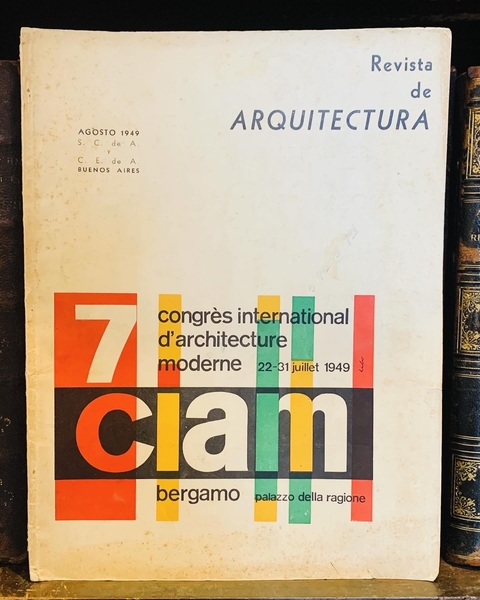 Revista
de
ARQUITECTURA
AGOSTO 1949
S. C. de A.
Y
C. E. de A.
BUENOS AIRES
7
congrès international
d'architecture
moderne 22-31 juillet 1949
ciam
bergamo palazzo della ragione